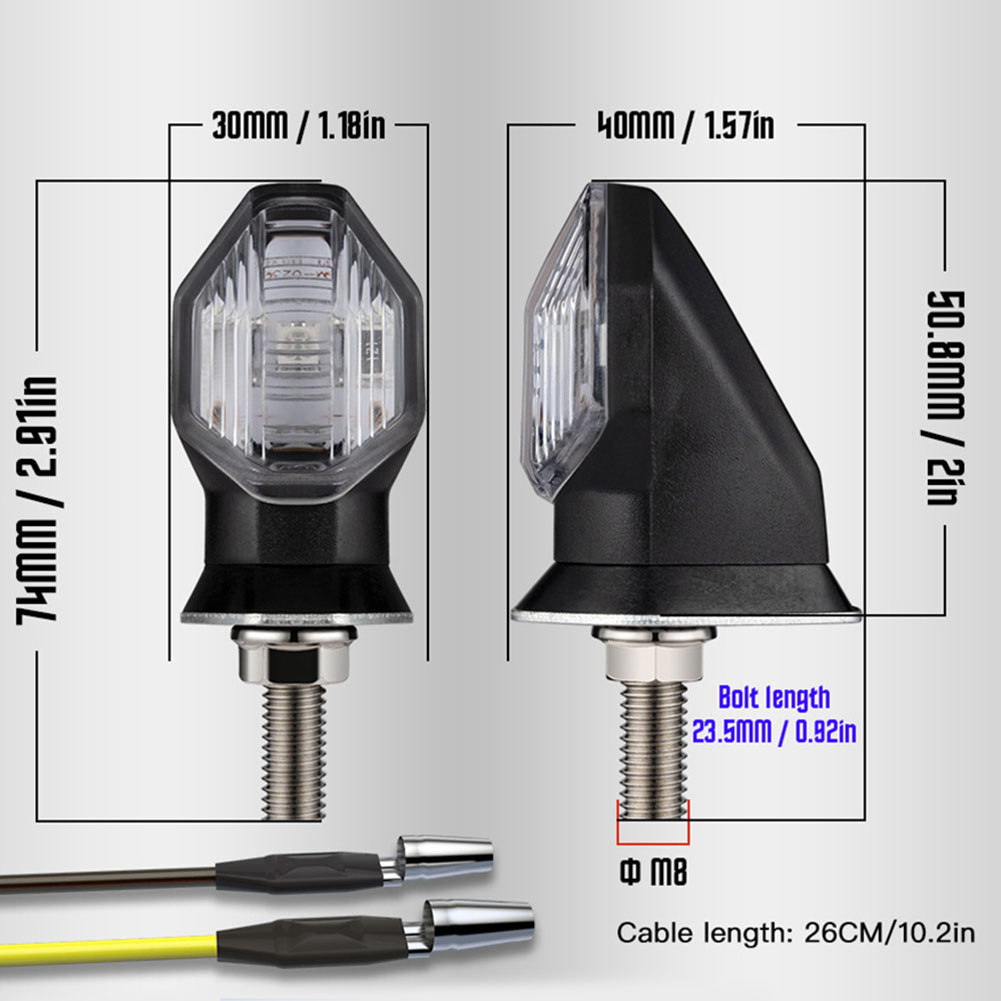 30MM / 1.18in
40MM / 1.57in
74MM / 2.91in
50.8MM / 2in
Bolt length
23.5MM / 0.92in
Φ M8
Cable length: 26CM/10.2in